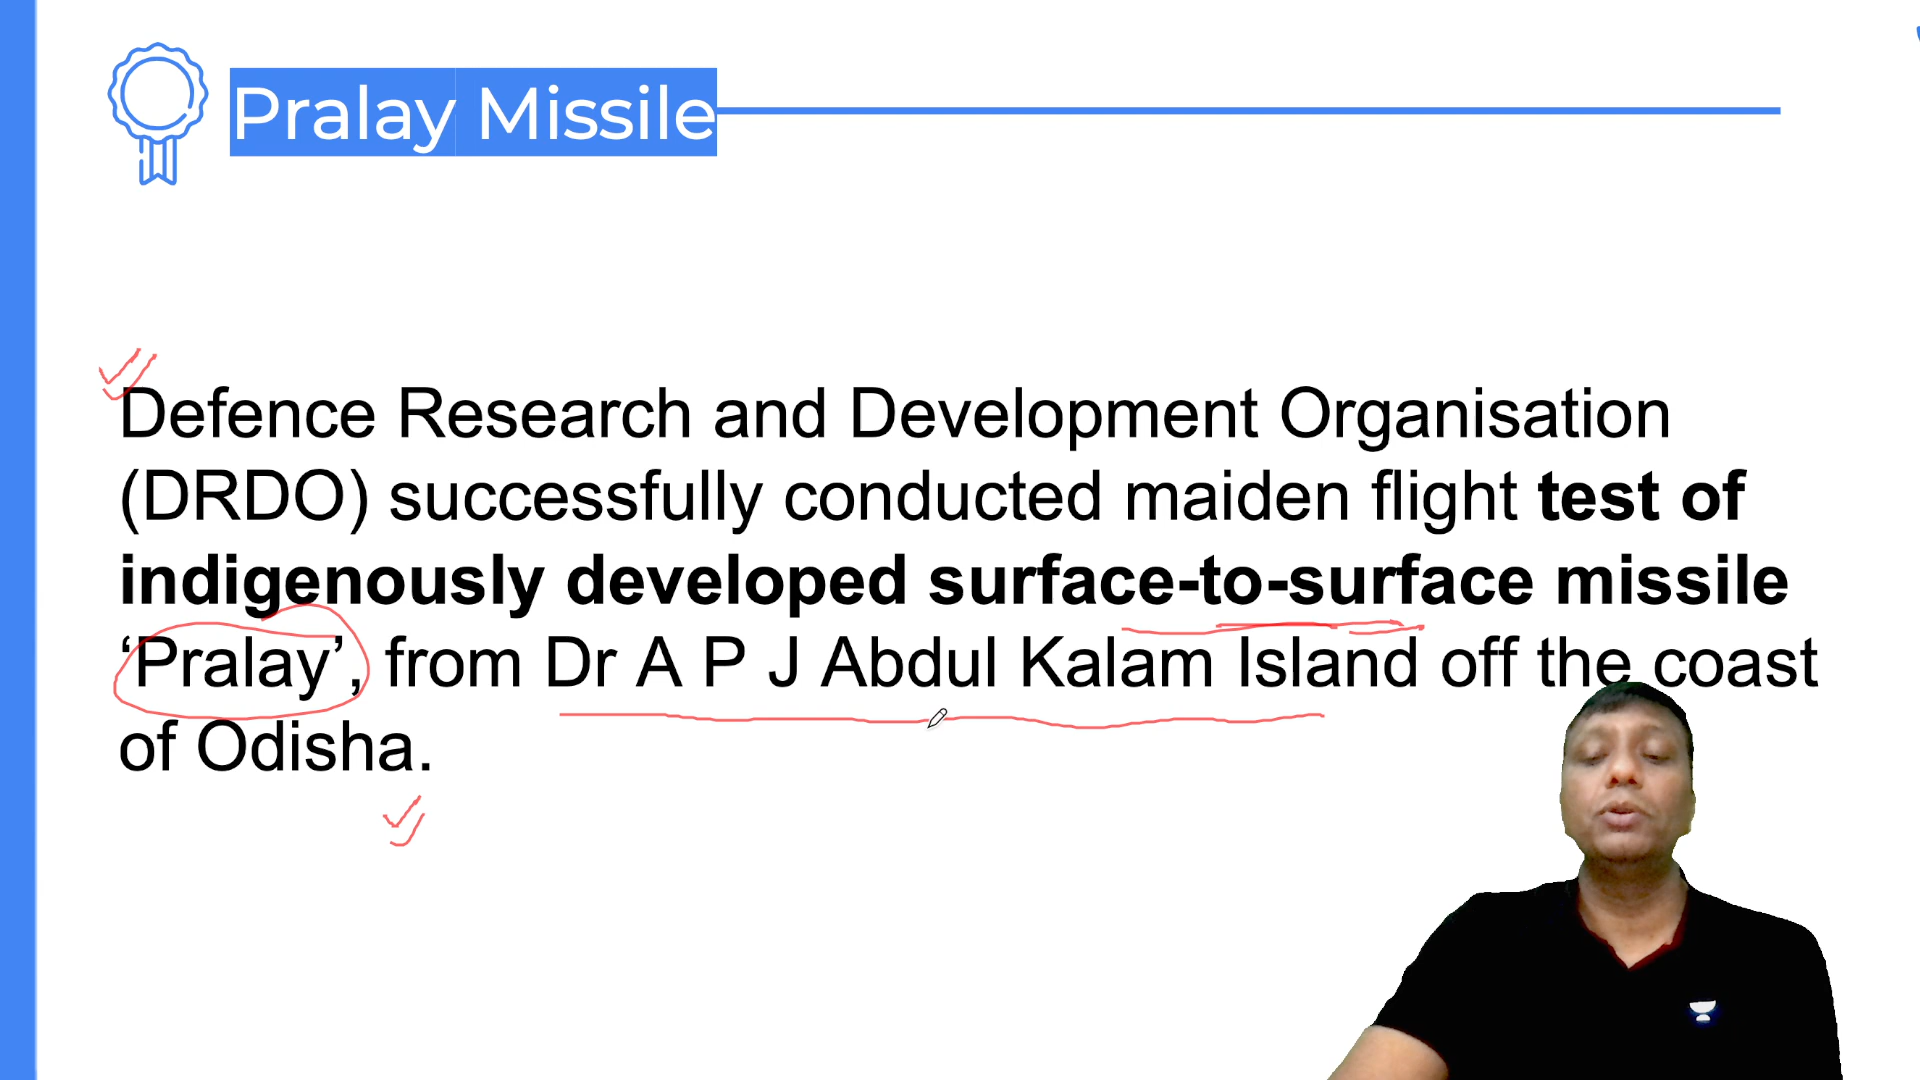 Pralay Missile
Defence Research and Development Organisation
(DRDO) successfully conducted maiden flight test of
indigenously developed surface-to-surface missile
‘Pralay’, from Dr A P J Abdul Kalam Island off the coast
of Odisha.